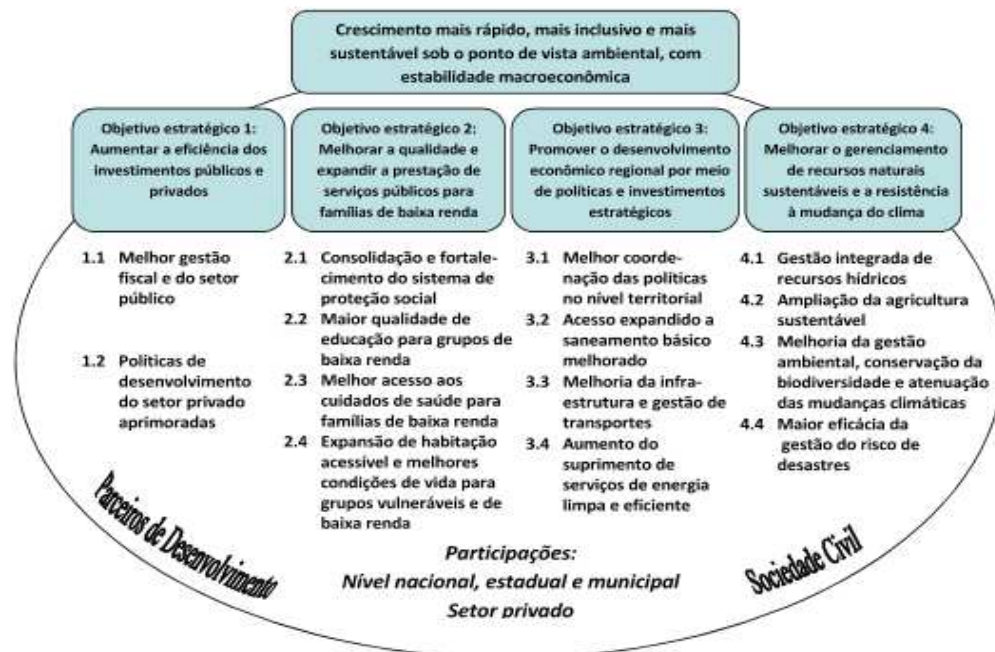 Crescimento mais rápido, mais inclusivo e mais
sustentável sob o ponto de vista ambiental, com
estabilidade macroeconômica
Objetivo estratégico 1:
Aumentar a eficiência dos
investimentos públicos e
privados
Objetivo estratégico 2:
Melhorar a qualidade e
expandir a prestação de
serviços públicos para
famílias de baixa renda
Objetivo estratégico 3:
Promover o desenvolvimento
econômico regional por meio
de políticas e investimentos
estratégicos
Objetivo estratégico 4:
Melhorar o gerenciamento
de recursos naturais
sustentáveis e a resistência
à mudança do clima
1.1 Melhor gestão
fiscal e do setor
público
1.2 Políticas de
desenvolvimento
do setor privado
aprimoradas
2.1 Consolidação e fortale-
cimento do sistema de
proteção social
2.2 Maior qualidade de
educação para grupos de
baixa renda
2.3 Melhor acesso aos
cuidados de saúde para
famílias de baixa renda
2.4 Expansão de habitação
acessível e melhores
condições de vida para
grupos vulneráveis e de
baixa renda
3.1 Melhor coorde-
nação das políticas
no nível territorial
3.2 Acesso expandido a
saneamento básico
melhorado
3.3 Melhoria da infra-
estrutura e gestão de
transportes
3.4 Aumento do
suprimento de
serviços de energia
limpa e eficiente
4.1 Gestão integrada de
recursos hídricos
4.2 Ampliação da agricultura
sustentável
4.3 Melhoria da gestão
ambiental, conservação da
biodiversidade e atenuação
das mudanças climáticas
4.4 Maior eficácia da
gestão do risco de
desastres
Parceiros de Desenvolvimento
Participações:
Nível nacional, estadual e municipal
Setor privado
Sociedade Civil